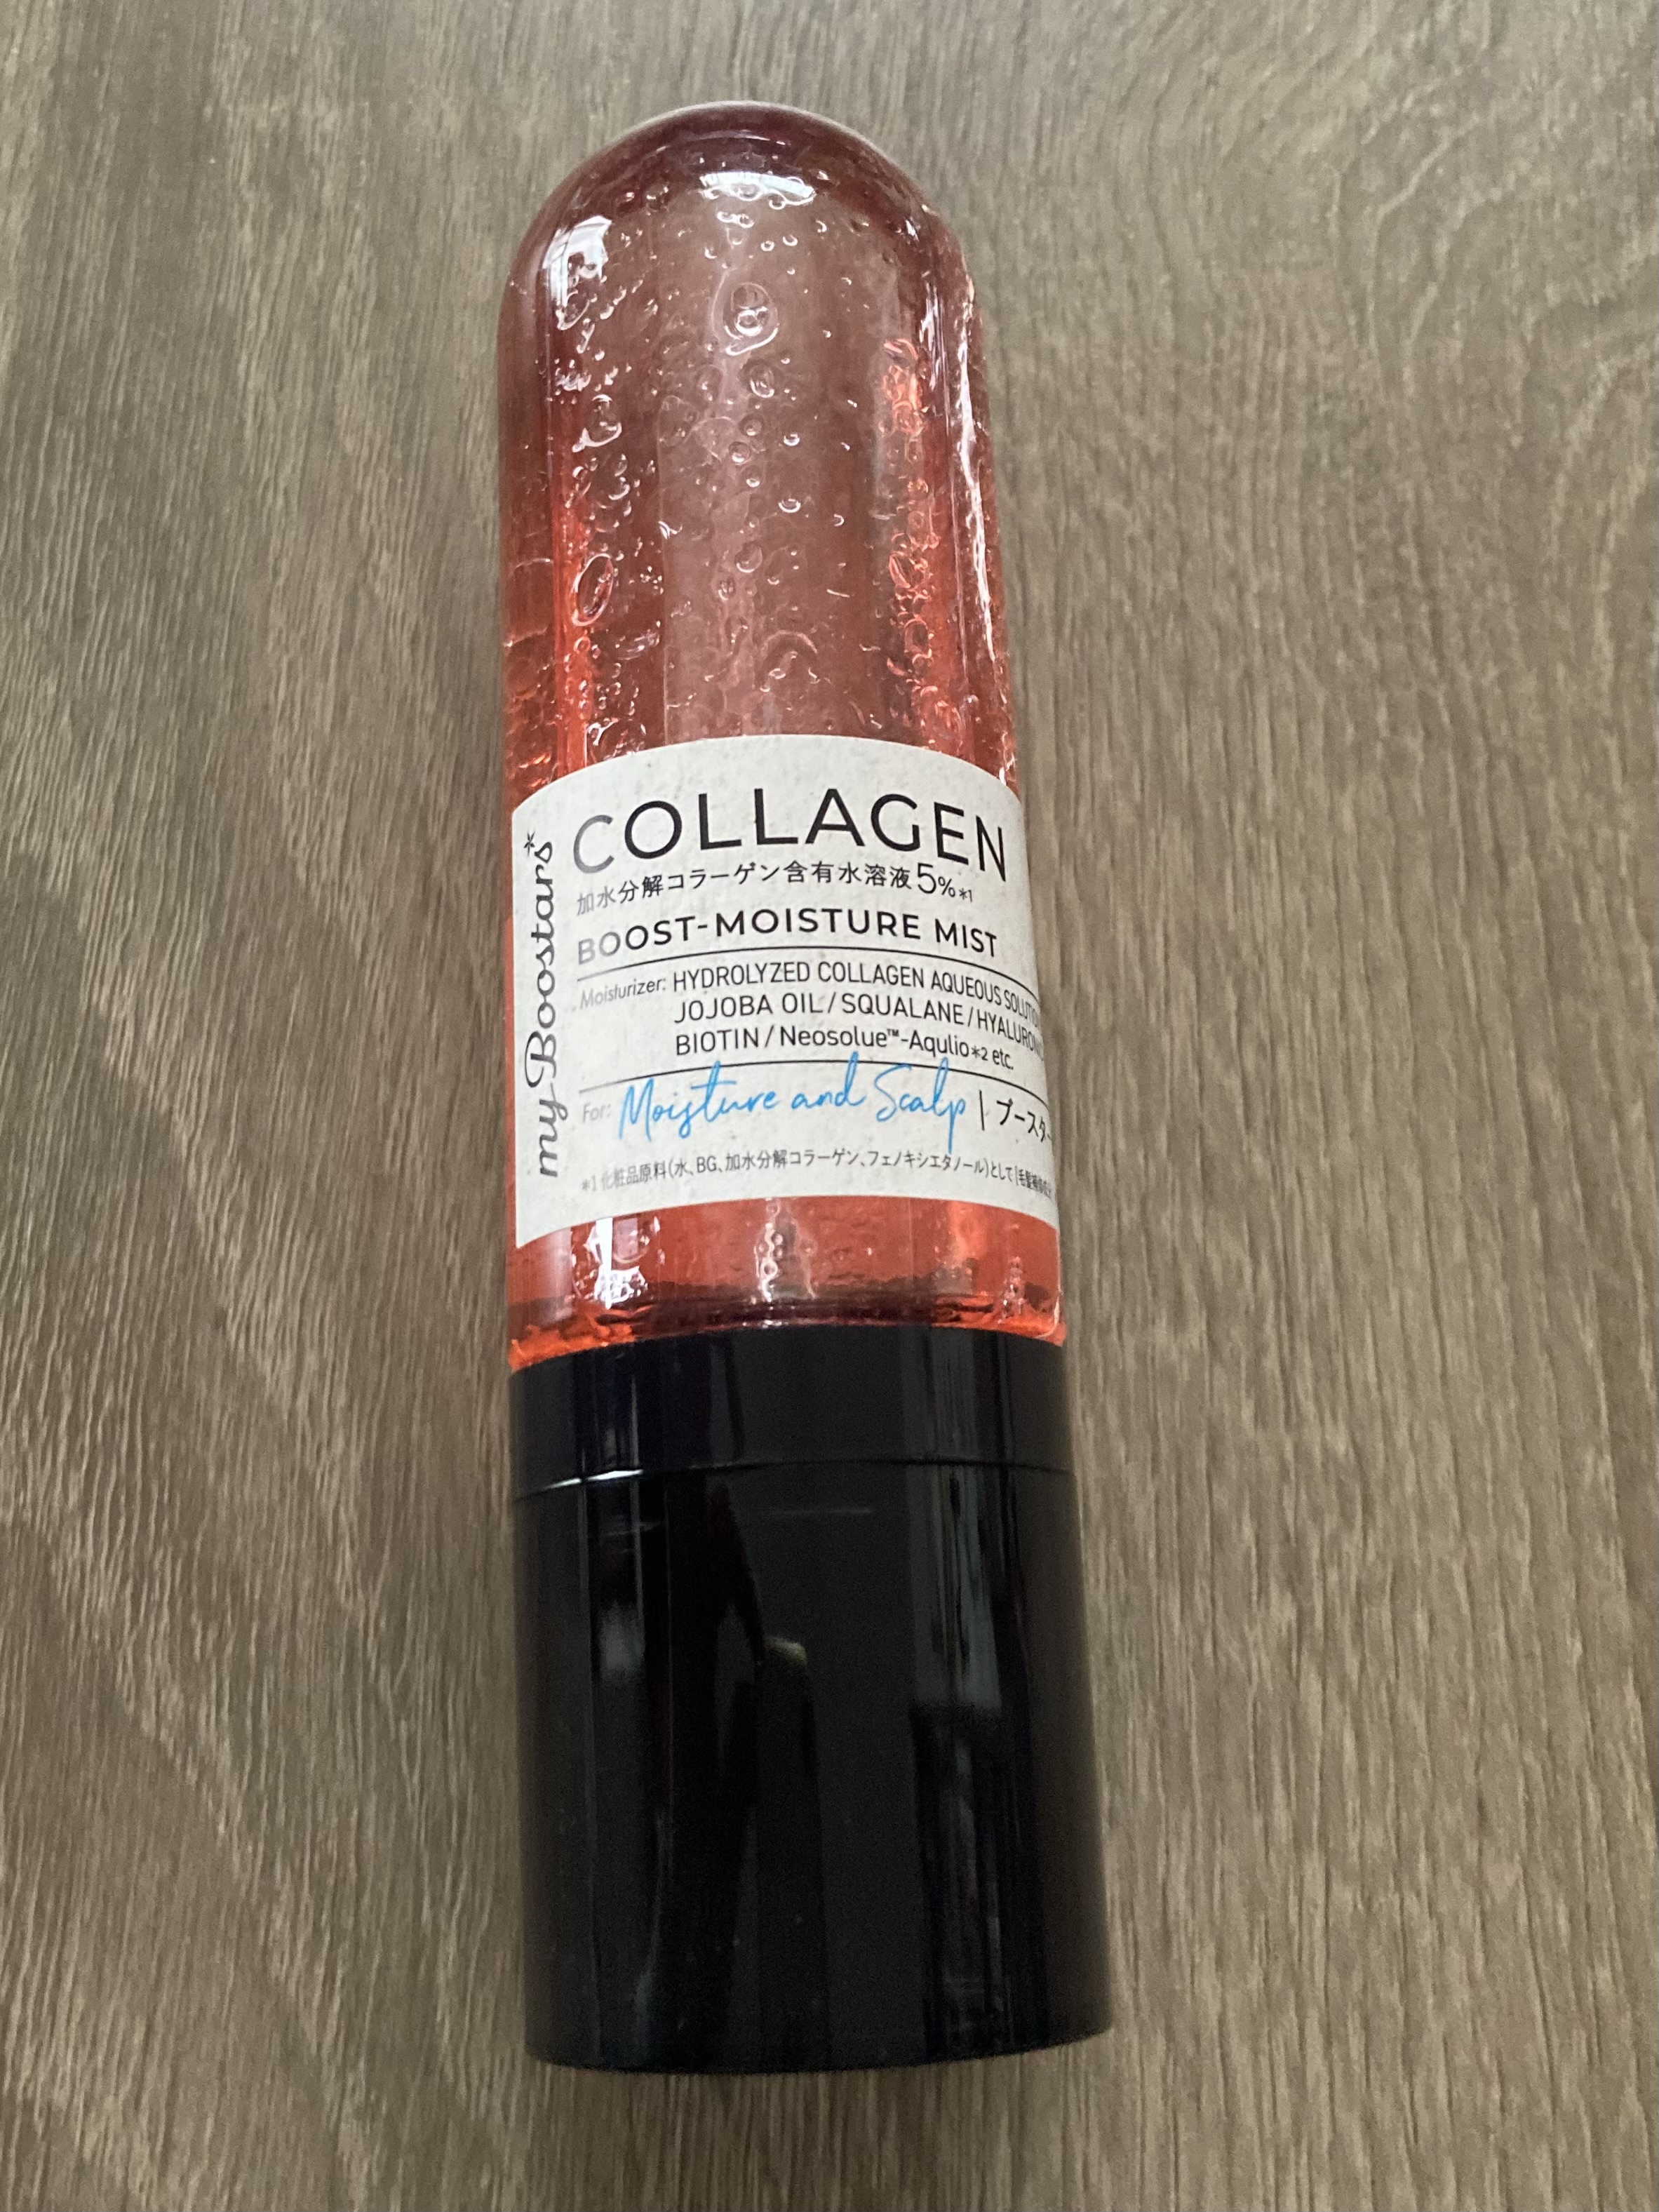 my Boostars*
COLLAGEN
加水分解コラーゲン含有水溶液5%*1
BOOST-MOISTURE MIST
Moisturizer: HYDROLYZED COLLAGEN AQUEOUS
JOJOBA OIL / SQUALANE /
BIOTIN / Neosolue™-Aqulio*2 etc.
For: Moisture and Scalp | ブースター
*1 化粧品原料(水、BG、加水分解コラーゲン、フェノキシエタノール)として